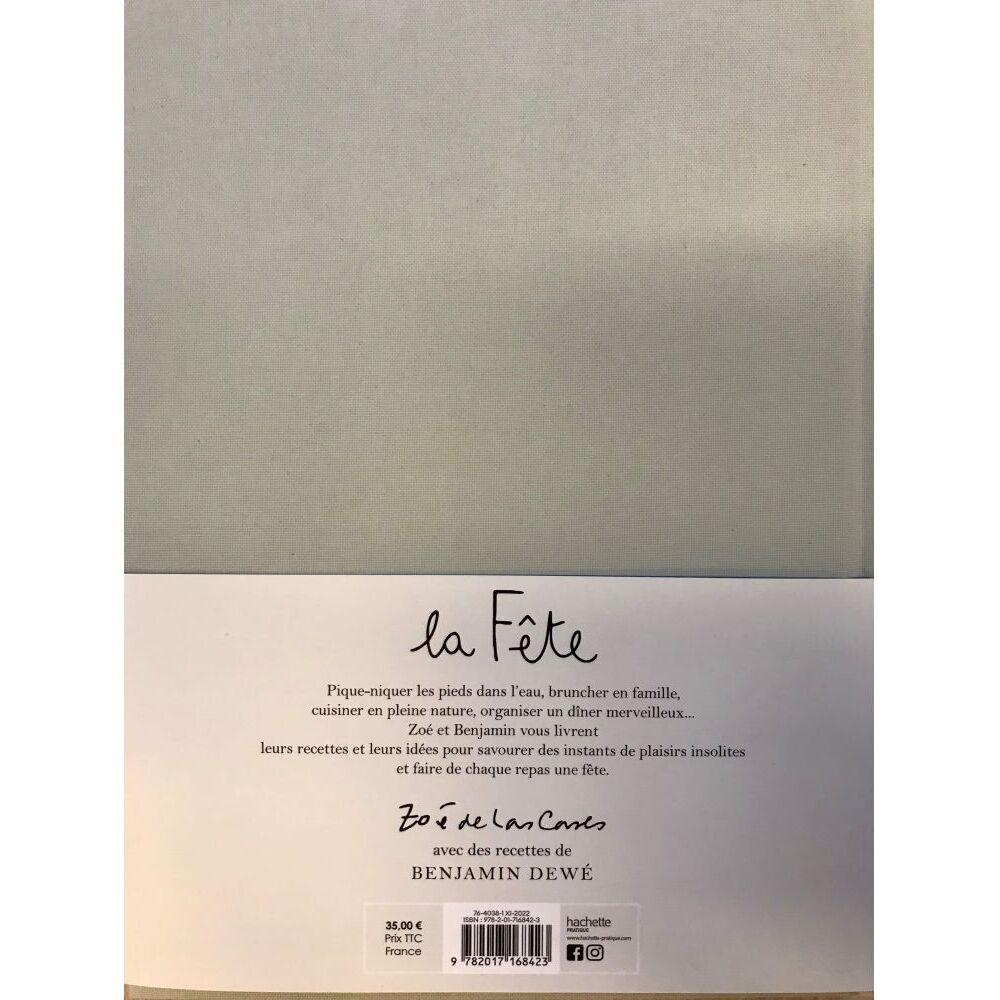 la Fête
Pique-niquer les pieds dans l'eau, bruncher en famille,
cuisiner en pleine nature, organiser un dîner merveilleux...
Zoé et Benjamin vous livrent
leurs recettes et leurs idées pour savourer des instants de plaisirs insolites
et faire de chaque repas une fête.
Zoé de Las Cases
avec des recettes de
BENJAMIN DEWÉ
35,00 €
Prix TTC
France
76-4038-1 XI-2022
ISBN : 978-2-01-716842-3
9 782017 168423
hachette
PRATIQUE
www.hachette-pratique.com